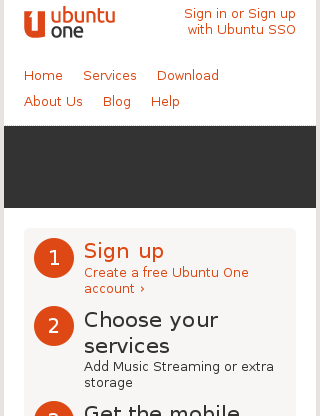 ubuntu
one
Sign in or Sign up
with Ubuntu SSO
Home Services Download
About Us Blog Help
1 Sign up
Create a free Ubuntu One
account ›
2 Choose your
services
Add Music Streaming or extra
storage
Get the mobile